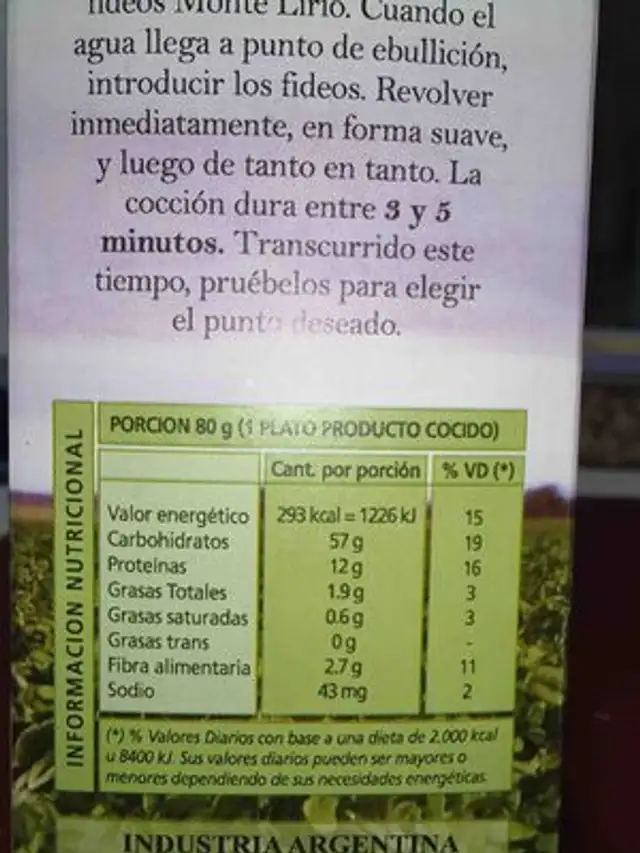 fideos Monte Lirio. Cuando el
agua llega a punto de ebullición,
introducir los fideos. Revolver
inmediatamente, en forma suave,
y luego de tanto en tanto. La
cocción dura entre 3 y 5
minutos. Transcurrido este
tiempo, pruébelos para elegir
el punto deseado.
INFORMACION NUTRICIONAL
PORCION 80 g (1 PLATO PRODUCTO COCIDO)
Cant. por porción % VD (*)
Valor energético 293 kcal = 1226 kJ 15
Carbohidratos 57 g 19
Proteínas 12 g 16
Grasas Totales 1.9 g 3
Grasas saturadas 0.6 g 3
Grasas trans 0 g -
Fibra alimentaria 2.7 g 11
Sodio 43 mg 2
(*) % Valores Diarios con base a una dieta de 2.000 kcal
u 8400 kJ. Sus valores diarios pueden ser mayores o
menores dependiendo de sus necesidades energéticas.
INDUSTRIA ARGENTINA